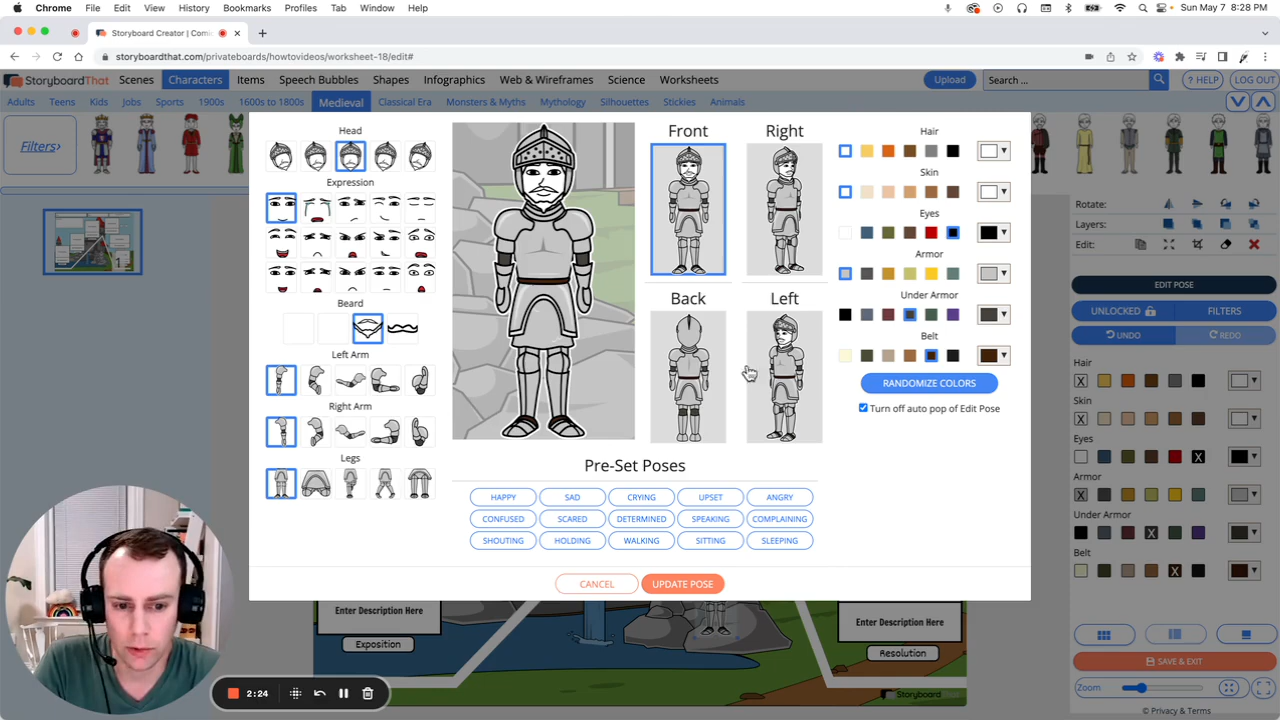 Chrome File Edit View History Bookmarks Profiles Tab Window Help
Sun May 7 8:28 PM
Storyboard Creator | Comi
storyboardthat.com/privateboards/howtovideos/worksheet-18/edit#
StoryboardThat Scenes Characters Items Speech Bubbles Shapes Infographics Web & Wireframes Science Worksheets Upload Search ... ? HELP LOG OUT
Adults Teens Kids Jobs Sports 1900s 1600s to 1800s Medieval Classical Era Monsters & Myths Mythology Silhouettes Stickies Animals
Filters›
Head
Expression
Beard
Left Arm
Right Arm
Legs
Front Right
Back Left
Pre-Set Poses
HAPPY SAD CRYING UPSET ANGRY
CONFUSED SCARED DETERMINED SPEAKING COMPLAINING
SHOUTING HOLDING WALKING SITTING SLEEPING
Hair
Skin
Eyes
Armor
Under Armor
Belt
RANDOMIZE COLORS
Turn off auto pop of Edit Pose
CANCEL UPDATE POSE
Rotate:
Layers:
Edit:
EDIT POSE
UNLOCKED FILTERS
UNDO REDO
Hair
X
Skin
X
Eyes
X
Armor
X
Under Armor
X
Belt
X
SAVE & EXIT
Zoom
© Privacy & Terms
Enter Description Here
Exposition
Enter Description Here
Resolution
StoryboardThat
2:24